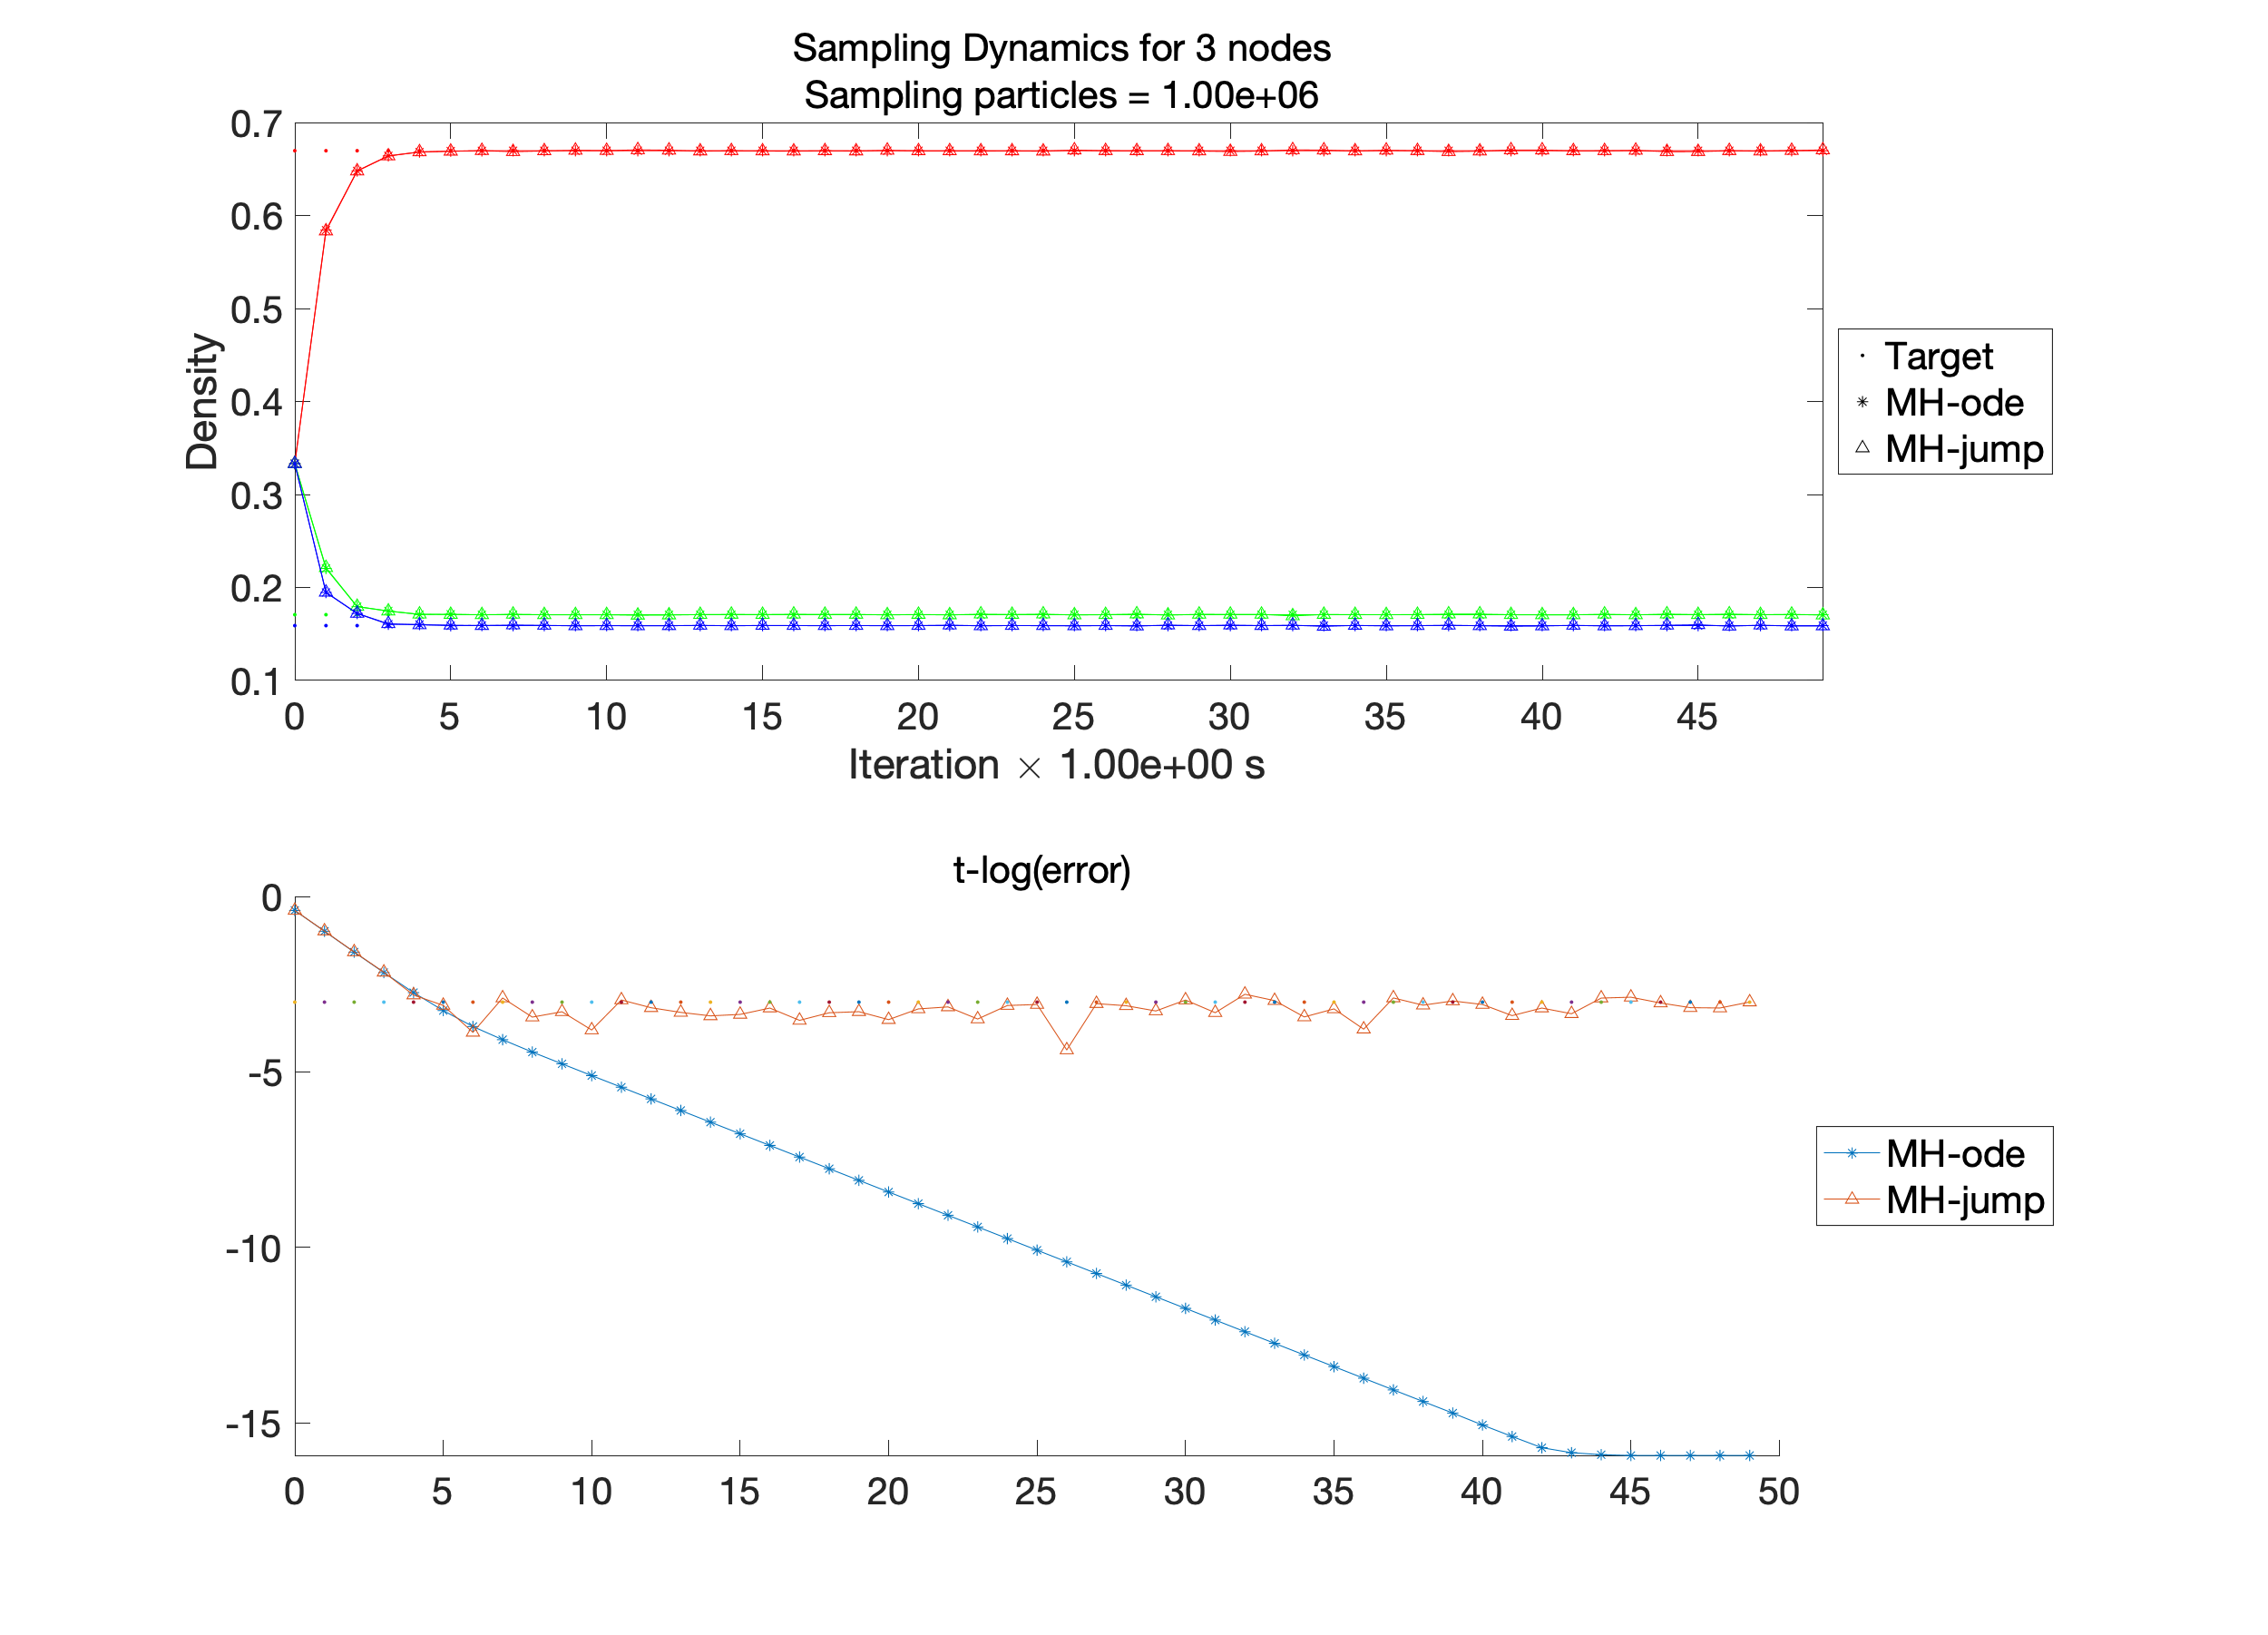 Sampling Dynamics for 3 nodes
Sampling particles = 1.00e+06
0.7
0.6
0.5
0.4
0.3
0.2
0.1
Density
0 5 10 15 20 25 30 35 40 45
Iteration × 1.00e+00 s
Target
MH-ode
MH-jump
t-log(error)
0
-5
-10
-15
0 5 10 15 20 25 30 35 40 45 50
MH-ode
MH-jump